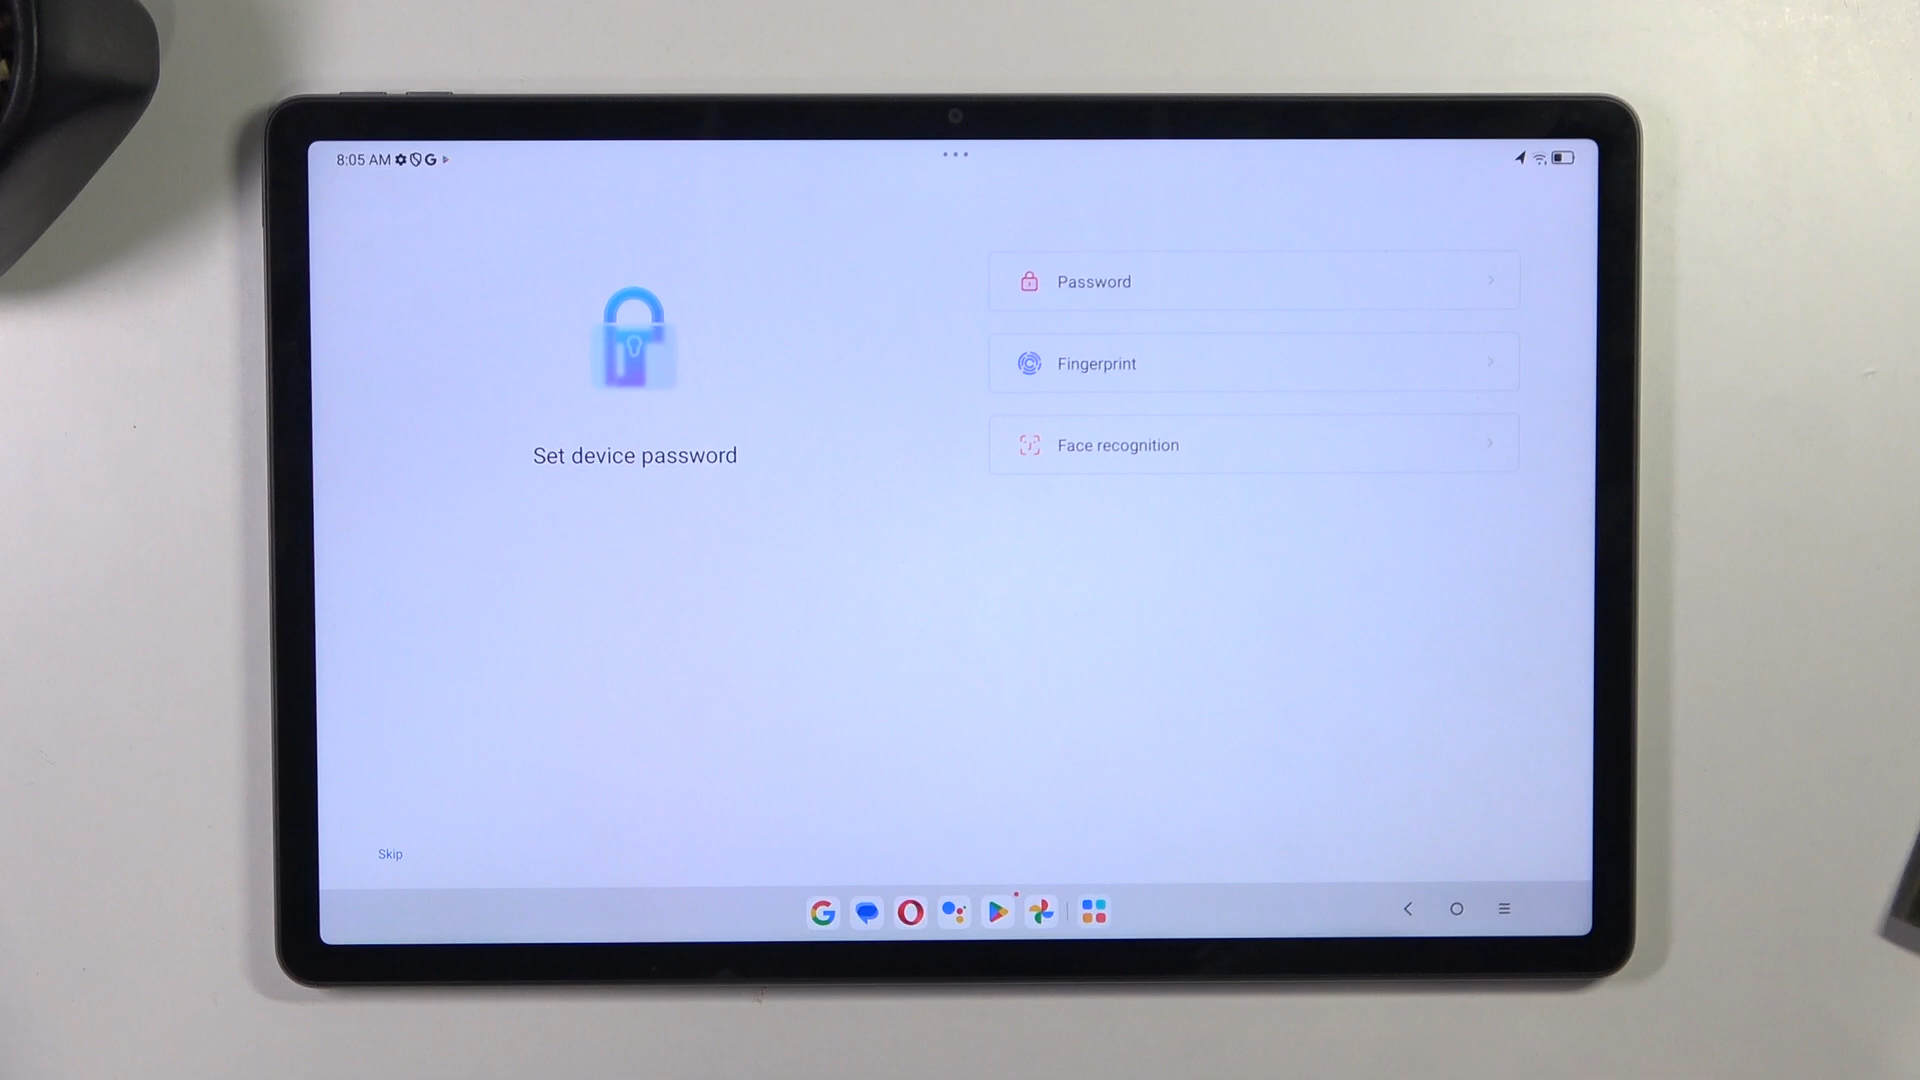 8:05 AM
Set device password
Password
Fingerprint
Face recognition
Skip